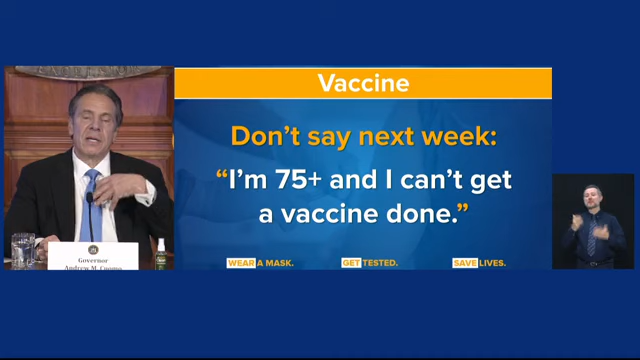 Vaccine
Don't say next week:
“I'm 75+ and I can't get
a vaccine done.”
Governor
Andrew M. Cuomo
WEAR A MASK. GET TESTED. SAVE LIVES.